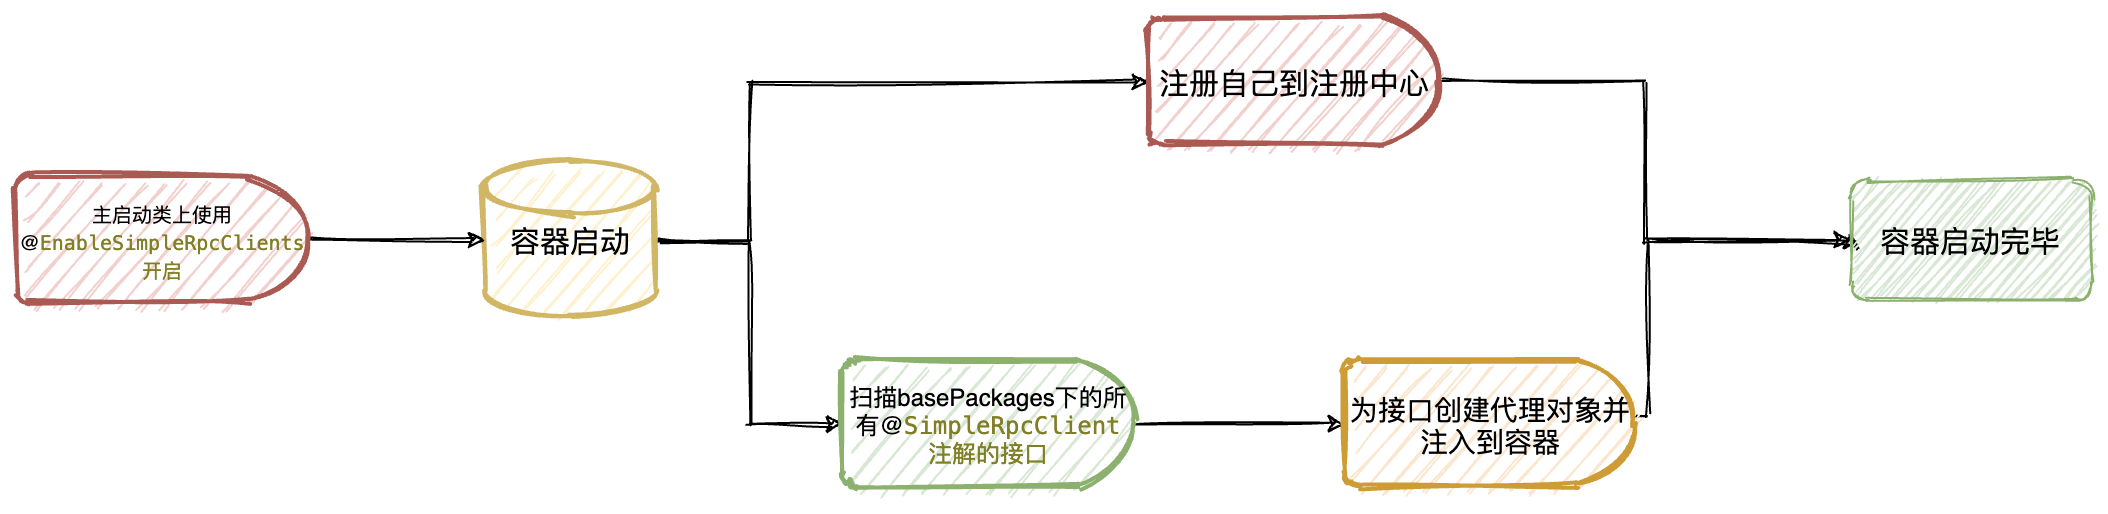 主启动类上使用
@EnableSimpleRpcClients
开启
容器启动
注册自己到注册中心
扫描basePackages下的所
有@SimpleRpcClient
注解的接口
为接口创建代理对象并
注入到容器
容器启动完毕